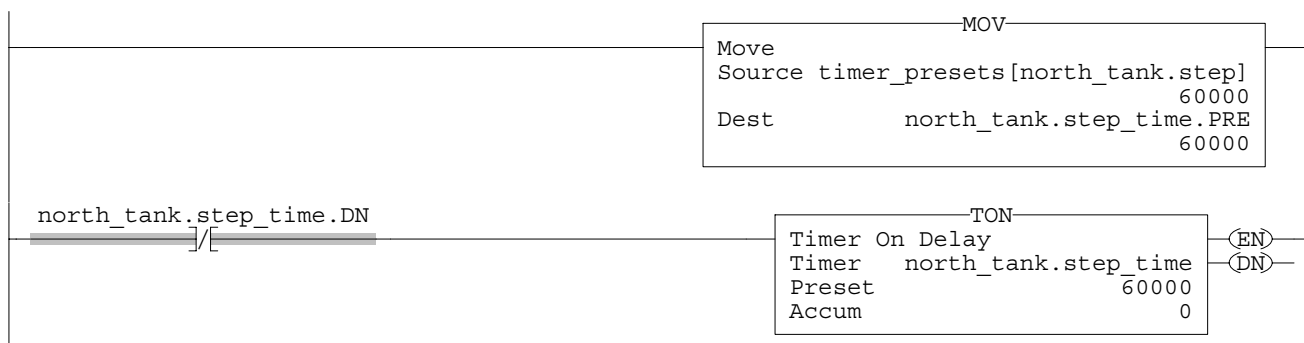 MOV
Move
Source timer_presets[north_tank.step]
60000
Dest north_tank.step_time.PRE
60000
north_tank.step_time.DN
TON
Timer On Delay
Timer north_tank.step_time
Preset 60000
Accum 0
EN
DN